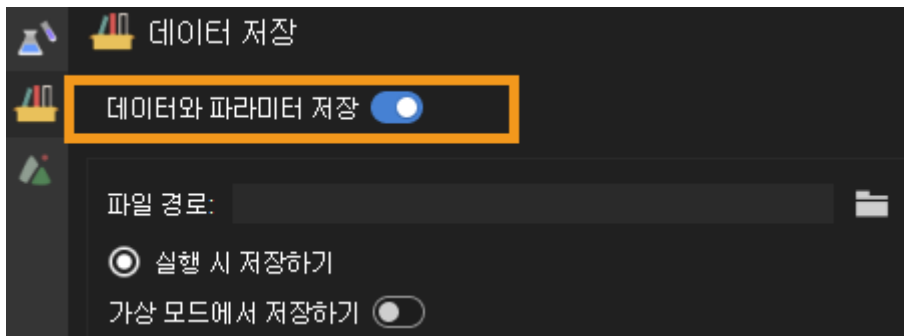 데이터 저장
데이터와 파라미터 저장
파일 경로:
실행 시 저장하기
가상 모드에서 저장하기